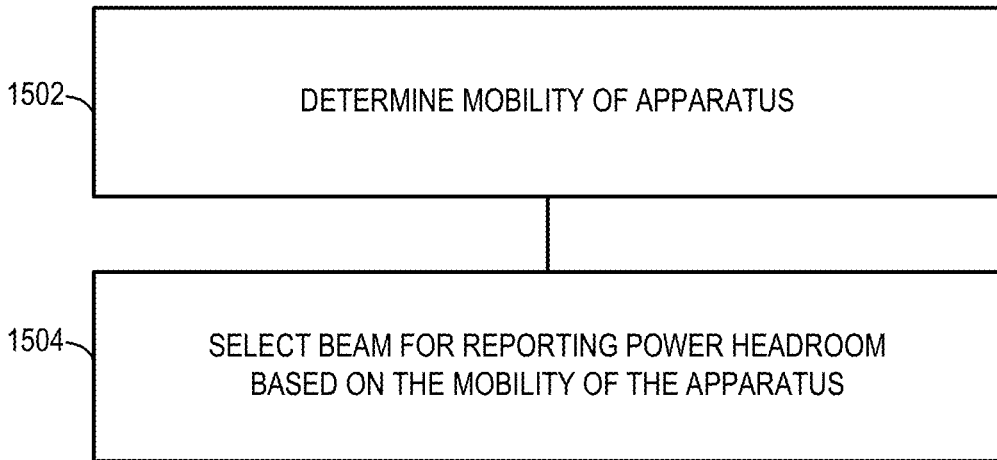 1502
DETERMINE MOBILITY OF APPARATUS
1504
SELECT BEAM FOR REPORTING POWER HEADROOM
BASED ON THE MOBILITY OF THE APPARATUS